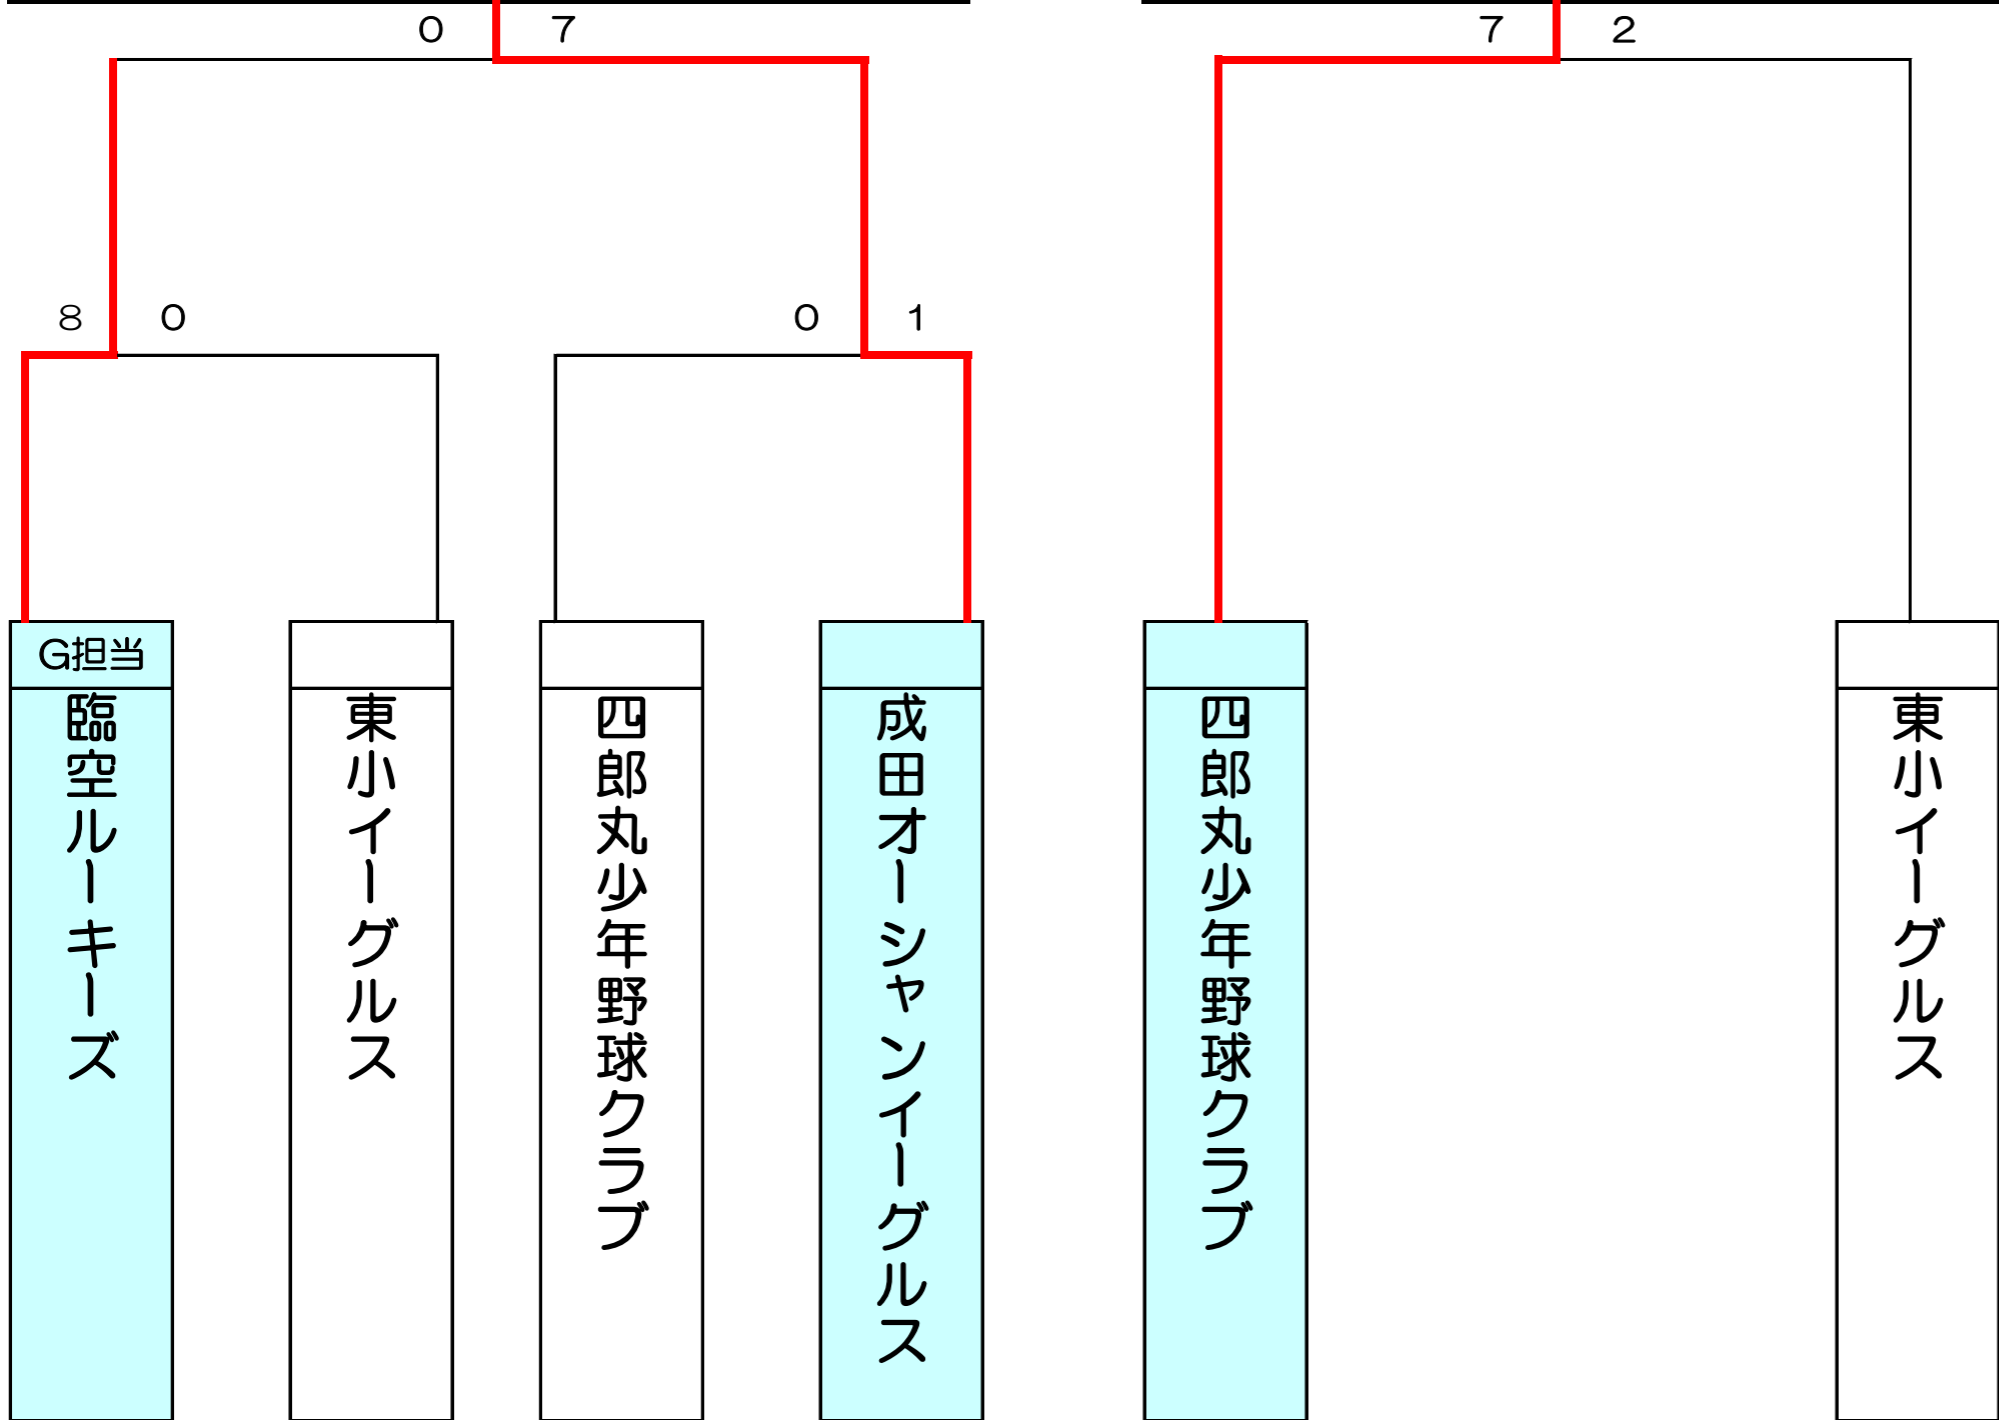 ０ ７ ７ ２
８ ０ ０ １
G担当
臨空ルーキーズ
東小イーグルス
四郎丸少年野球クラブ
成田オーシャンイーグルス
四郎丸少年野球クラブ
東小イーグルス